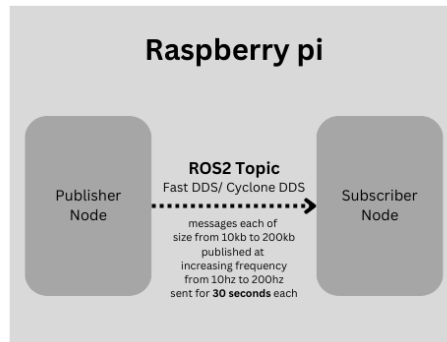 Raspberry pi
Publisher
Node
ROS2 Topic
Fast DDS/ Cyclone DDS
messages each of
size from 10kb to 200kb
published at
increasing frequency
from 10hz to 200hz
sent for 30 seconds each
Subscriber
Node